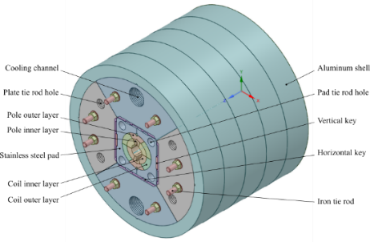 Cooling channel
Plate tie rod hole
Pole outer layer
Pole inner layer
Stainless steel pad
Coil inner layer
Coil outer layer
Aluminum shell
Pad tie rod hole
Vertical key
Horizontal key
Iron tie rod